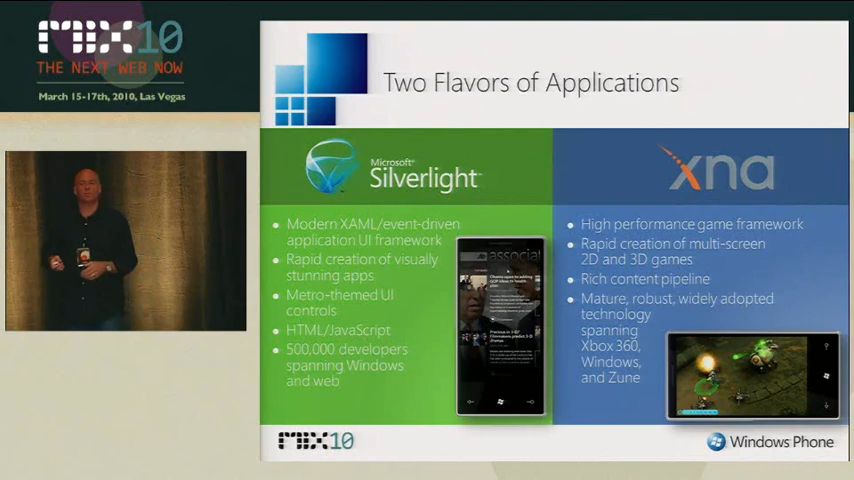 MIX10
THE NEXT WEB NOW
March 15-17th, 2010, Las Vegas
Two Flavors of Applications
Microsoft®
Silverlight™
• Modern XAML/event-driven
application UI framework
• Rapid creation of visually
stunning apps
• Metro-themed UI
controls
• HTML/JavaScript
• 500,000 developers
spanning Windows
and web
associat
xna
• High performance game framework
• Rapid creation of multi-screen
2D and 3D games
• Rich content pipeline
• Mature, robust, widely adopted
technology
spanning
Xbox 360,
Windows,
and Zune
MIX10
Windows Phone